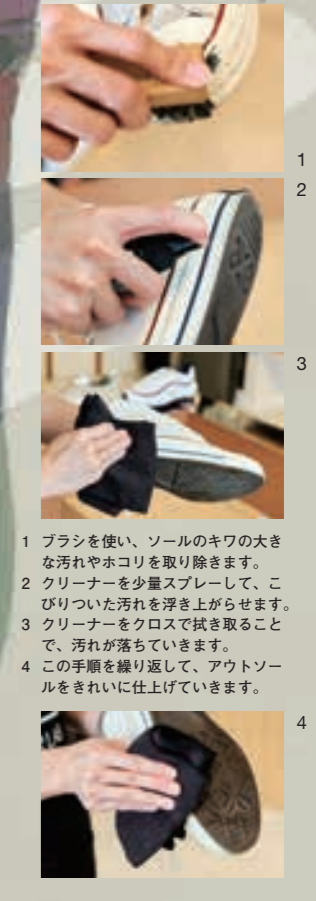 1
2
3
1 ブラシを使い、ソールのキワの大き
な汚れやホコリを取り除きます。
2 クリーナーを少量スプレーして、こ
びりついた汚れを浮き上がらせます。
3 クリーナーをクロスで拭き取ること
で、汚れが落ちていきます。
4 この手順を繰り返して、アウトソー
ルをきれいに仕上げていきます。
4